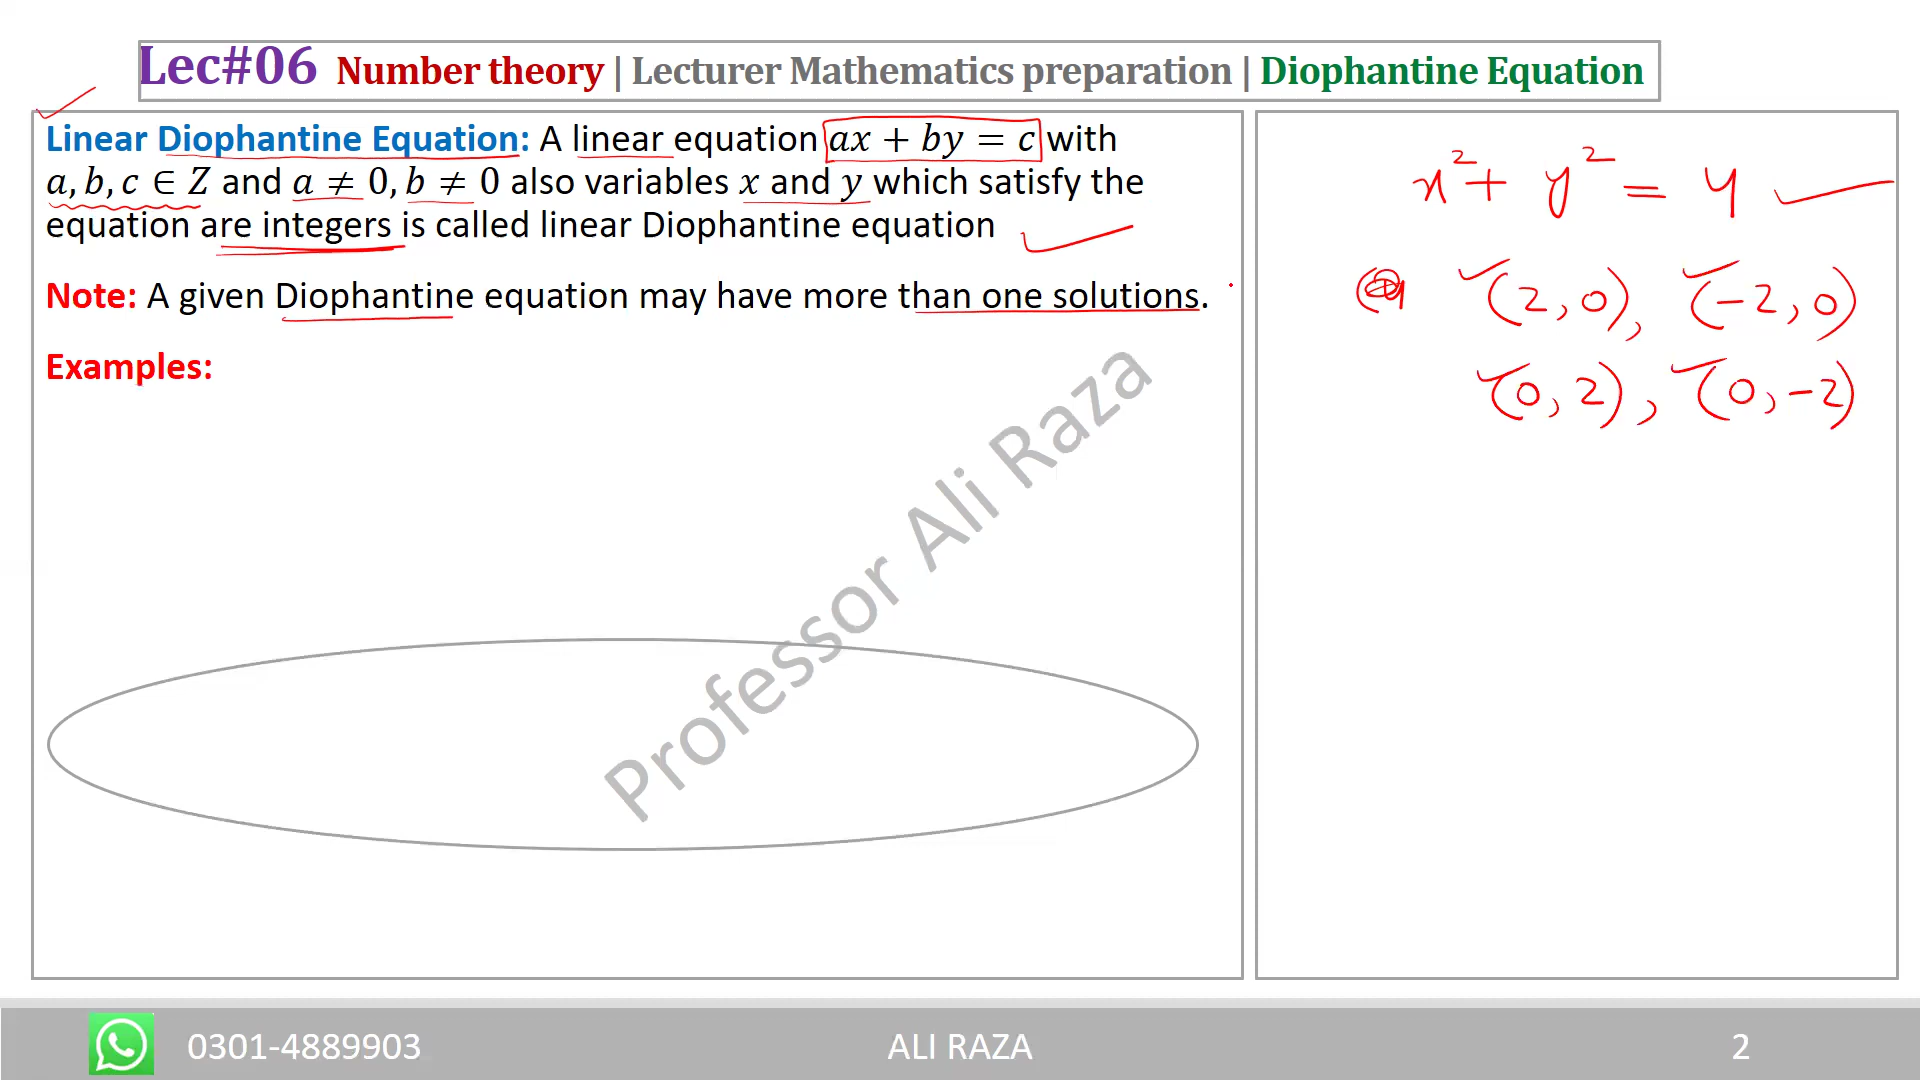 Lec#06 Number theory | Lecturer Mathematics preparation | Diophantine Equation
Linear Diophantine Equation: A linear equation ax + by = c with
a, b, c ∈ Z and a ≠ 0, b ≠ 0 also variables x and y which satisfy the
equation are integers is called linear Diophantine equation
Note: A given Diophantine equation may have more than one solutions.
Examples:
x² + y² = 4
(2, 0), (-2, 0)
(0, 2), (0, -2)
Professor Ali Raza
0301-4889903
ALI RAZA
2